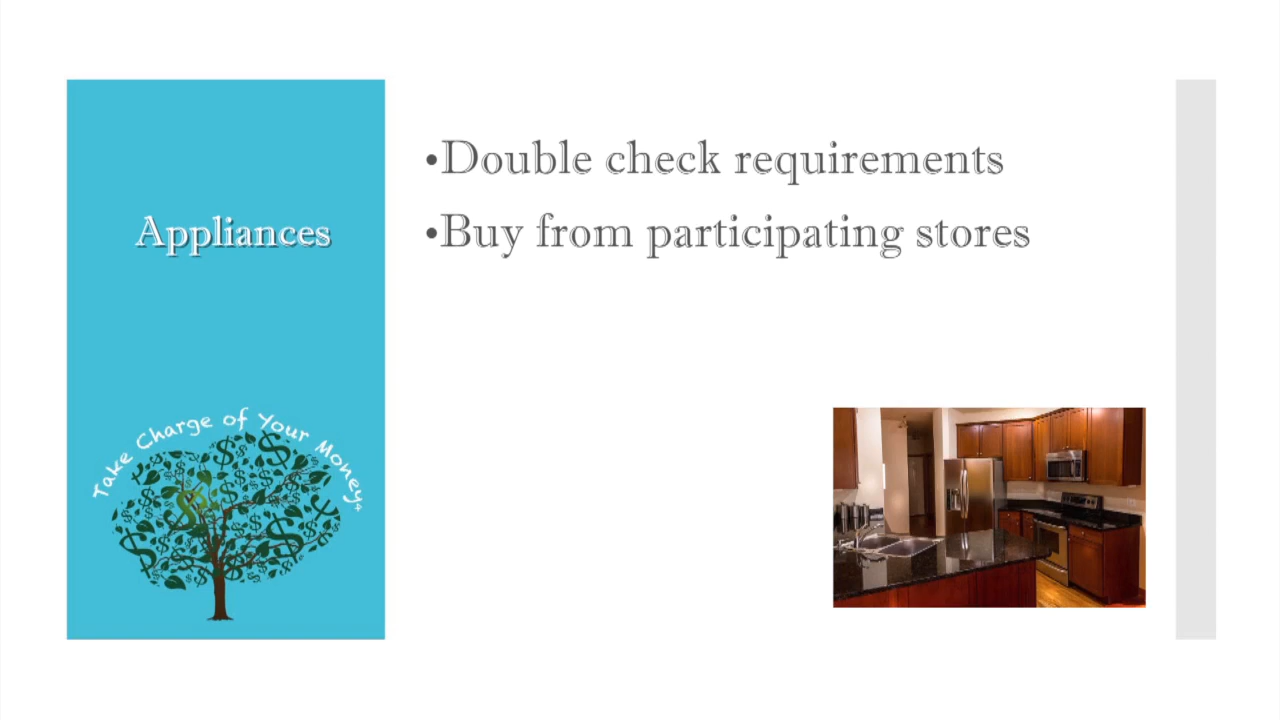 Appliances
•Double check requirements
•Buy from participating stores
Take Charge of Your Money